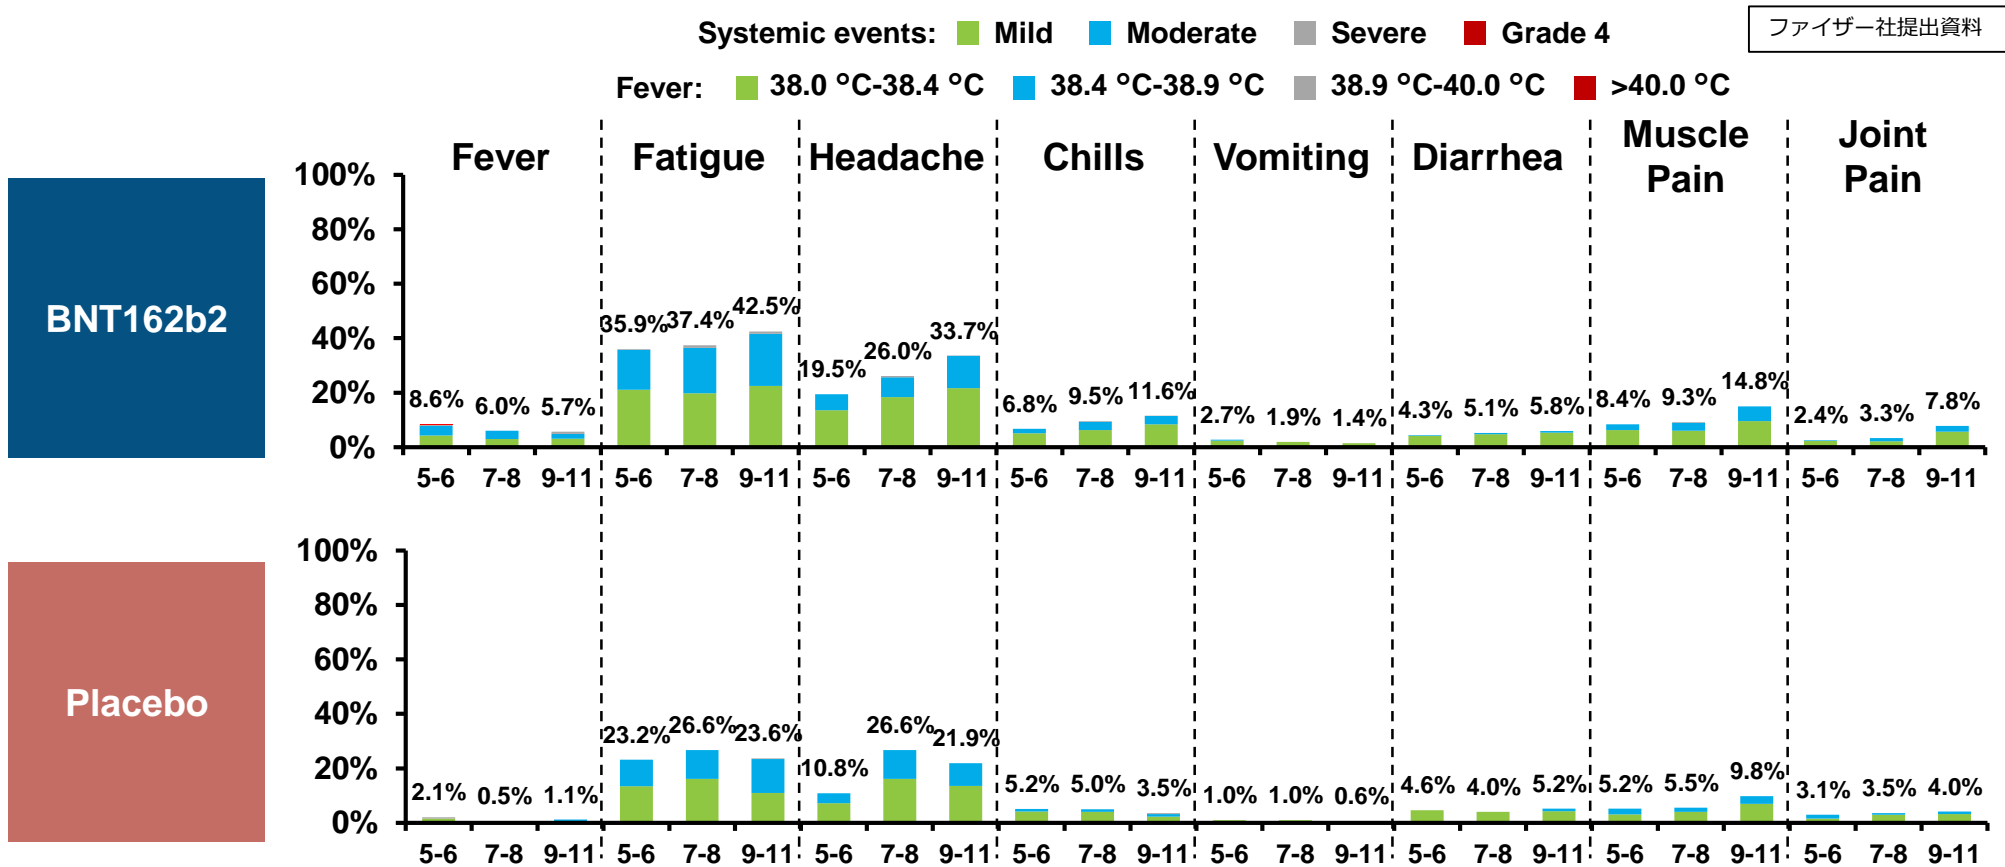 Systemic events: Mild Moderate Severe Grade 4
ファイザー社提出資料
Fever: 38.0 °C-38.4 °C 38.4 °C-38.9 °C 38.9 °C-40.0 °C >40.0 °C
Fever Fatigue Headache Chills Vomiting Diarrhea Muscle Pain Joint Pain
BNT162b2
100%
80%
60%
40%
20%
0%
8.6% 6.0% 5.7% 35.9% 37.4% 42.5% 19.5% 26.0% 33.7% 6.8% 9.5% 11.6% 2.7% 1.9% 1.4% 4.3% 5.1% 5.8% 8.4% 9.3% 14.8% 2.4% 3.3% 7.8%
5-6 7-8 9-11 5-6 7-8 9-11 5-6 7-8 9-11 5-6 7-8 9-11 5-6 7-8 9-11 5-6 7-8 9-11 5-6 7-8 9-11 5-6 7-8 9-11
Placebo
100%
80%
60%
40%
20%
0%
2.1% 0.5% 1.1% 23.2% 26.6% 23.6% 10.8% 26.6% 21.9% 5.2% 5.0% 3.5% 1.0% 1.0% 0.6% 4.6% 4.0% 5.2% 5.2% 5.5% 9.8% 3.1% 3.5% 4.0%
5-6 7-8 9-11 5-6 7-8 9-11 5-6 7-8 9-11 5-6 7-8 9-11 5-6 7-8 9-11 5-6 7-8 9-11 5-6 7-8 9-11 5-6 7-8 9-11